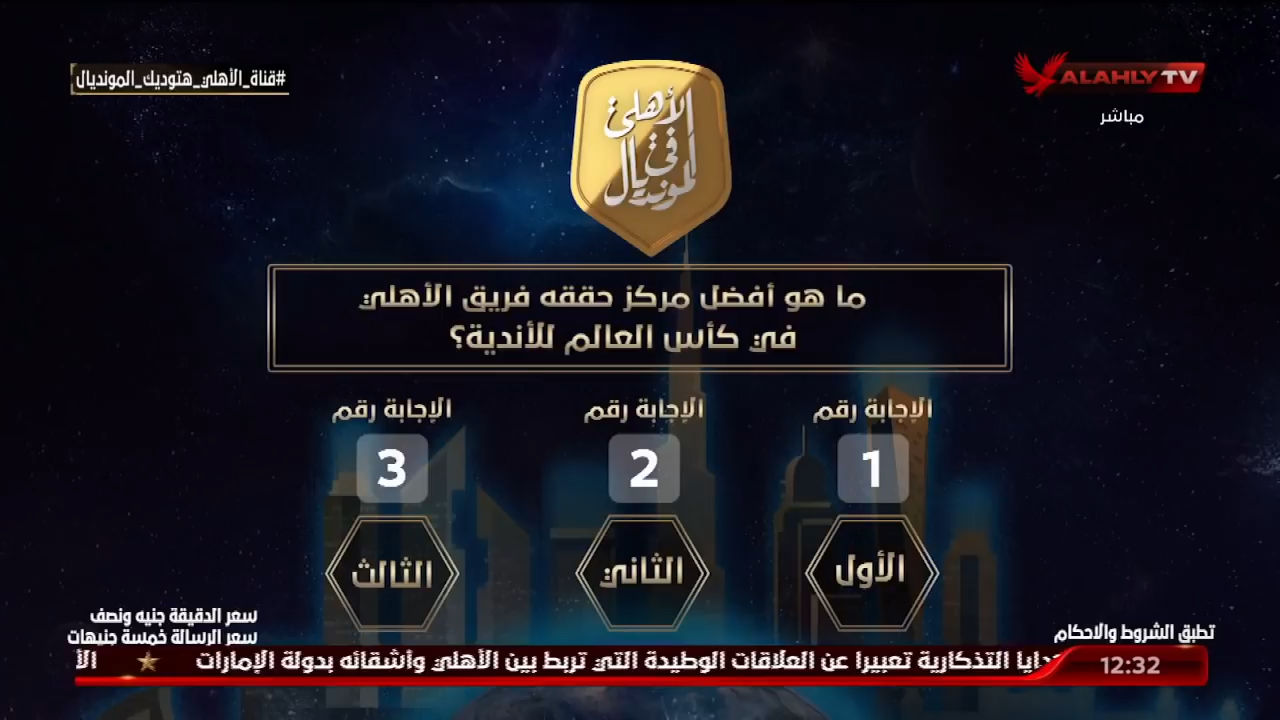 #قناة_الأهلي_هتوديك_المونديال
ALAHLY TV
مباشر
الأهلي
في
المونديال
ما هو أفضل مركز حققه فريق الأهلي
في كأس العالم للأندية؟
الإجابة رقم
1
الأول
الإجابة رقم
2
الثاني
الإجابة رقم
3
الثالث
تطبق الشروط والاحكام
سعر الدقيقة جنيه ونصف
سعر الرسالة خمسة جنيهات
12:32
التذكارية تعبيرا عن العلاقات الوطيدة التي تربط بين الأهلي وأشقائه بدولة الإمارات